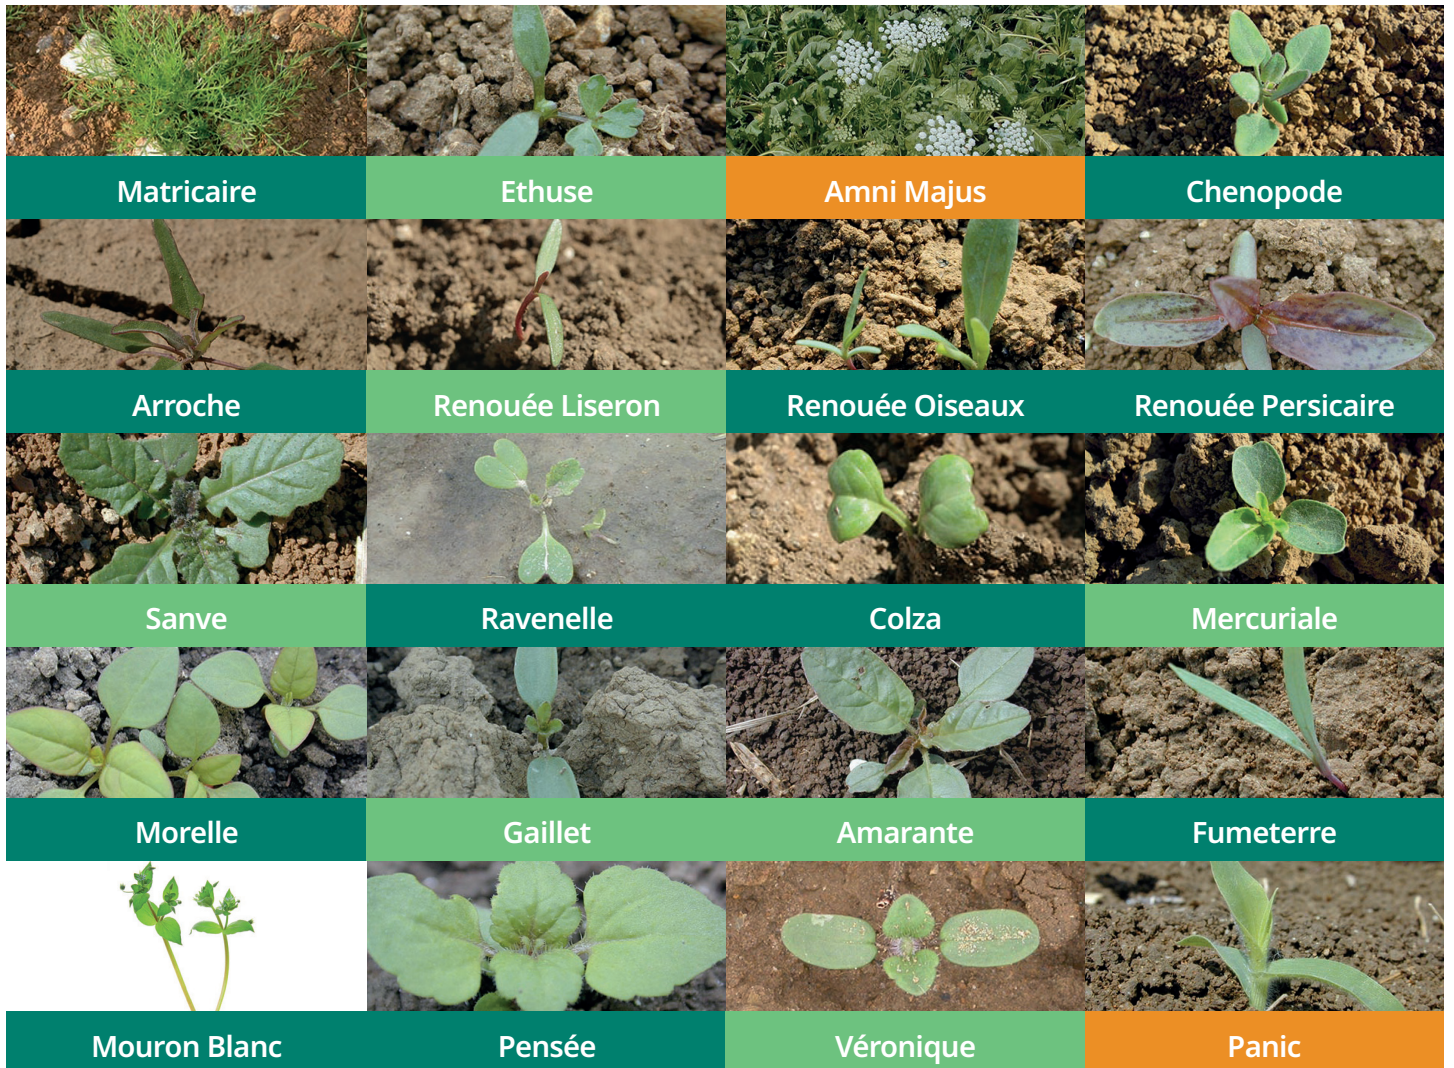 Matricaire
Ethuse
Amni Majus
Chenopode
Arroche
Renouée Liseron
Renouée Oiseaux
Renouée Persicaire
Sanve
Ravenelle
Colza
Mercuriale
Morelle
Gaillet
Amarante
Fumeterre
Mouron Blanc
Pensée
Véronique
Panic